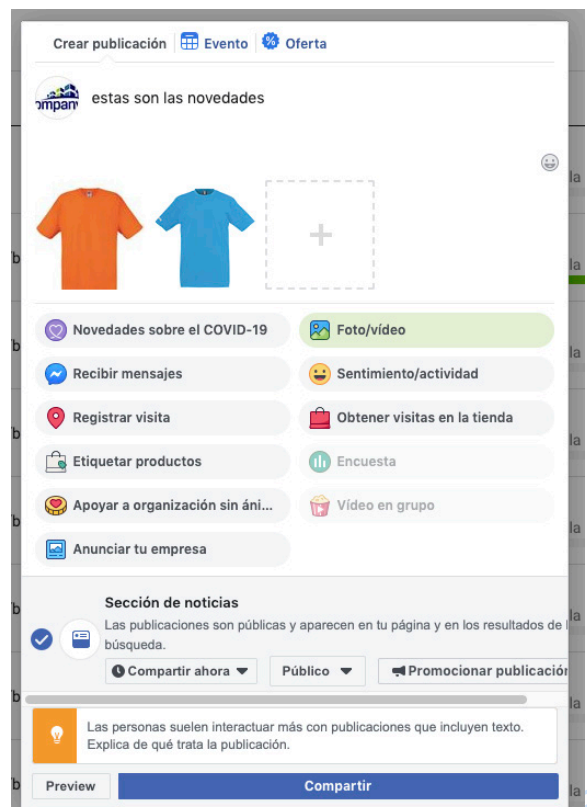 Crear publicación Evento Oferta
ompany
estas son las novedades
Novedades sobre el COVID-19 Foto/vídeo
Recibir mensajes Sentimiento/actividad
Registrar visita Obtener visitas en la tienda
Etiquetar productos Encuesta
Apoyar a organización sin áni... Vídeo en grupo
Anunciar tu empresa
Sección de noticias
Las publicaciones son públicas y aparecen en tu página y en los resultados de
búsqueda.
Compartir ahora Público Promocionar publicación
Las personas suelen interactuar más con publicaciones que incluyen texto.
Explica de qué trata la publicación.
Preview Compartir